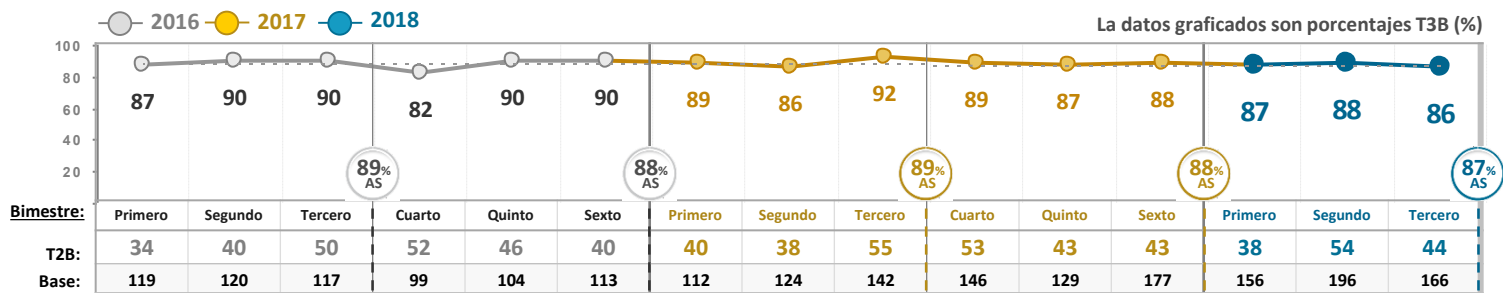 2016 2017 2018 La datos graficados son porcentajes T3B (%)
100
80
60
40
20
87 90 90 82 90 90 89 86 92 89 87 88 87 88 86
89% AS 88% AS 89% AS 88% AS 87% AS
Bimestre: Primero Segundo Tercero Cuarto Quinto Sexto Primero Segundo Tercero Cuarto Quinto Sexto Primero Segundo Tercero
T2B: 34 40 50 52 46 40 40 38 55 53 43 43 38 54 44
Base: 119 120 117 99 104 113 112 124 142 146 129 177 156 196 166